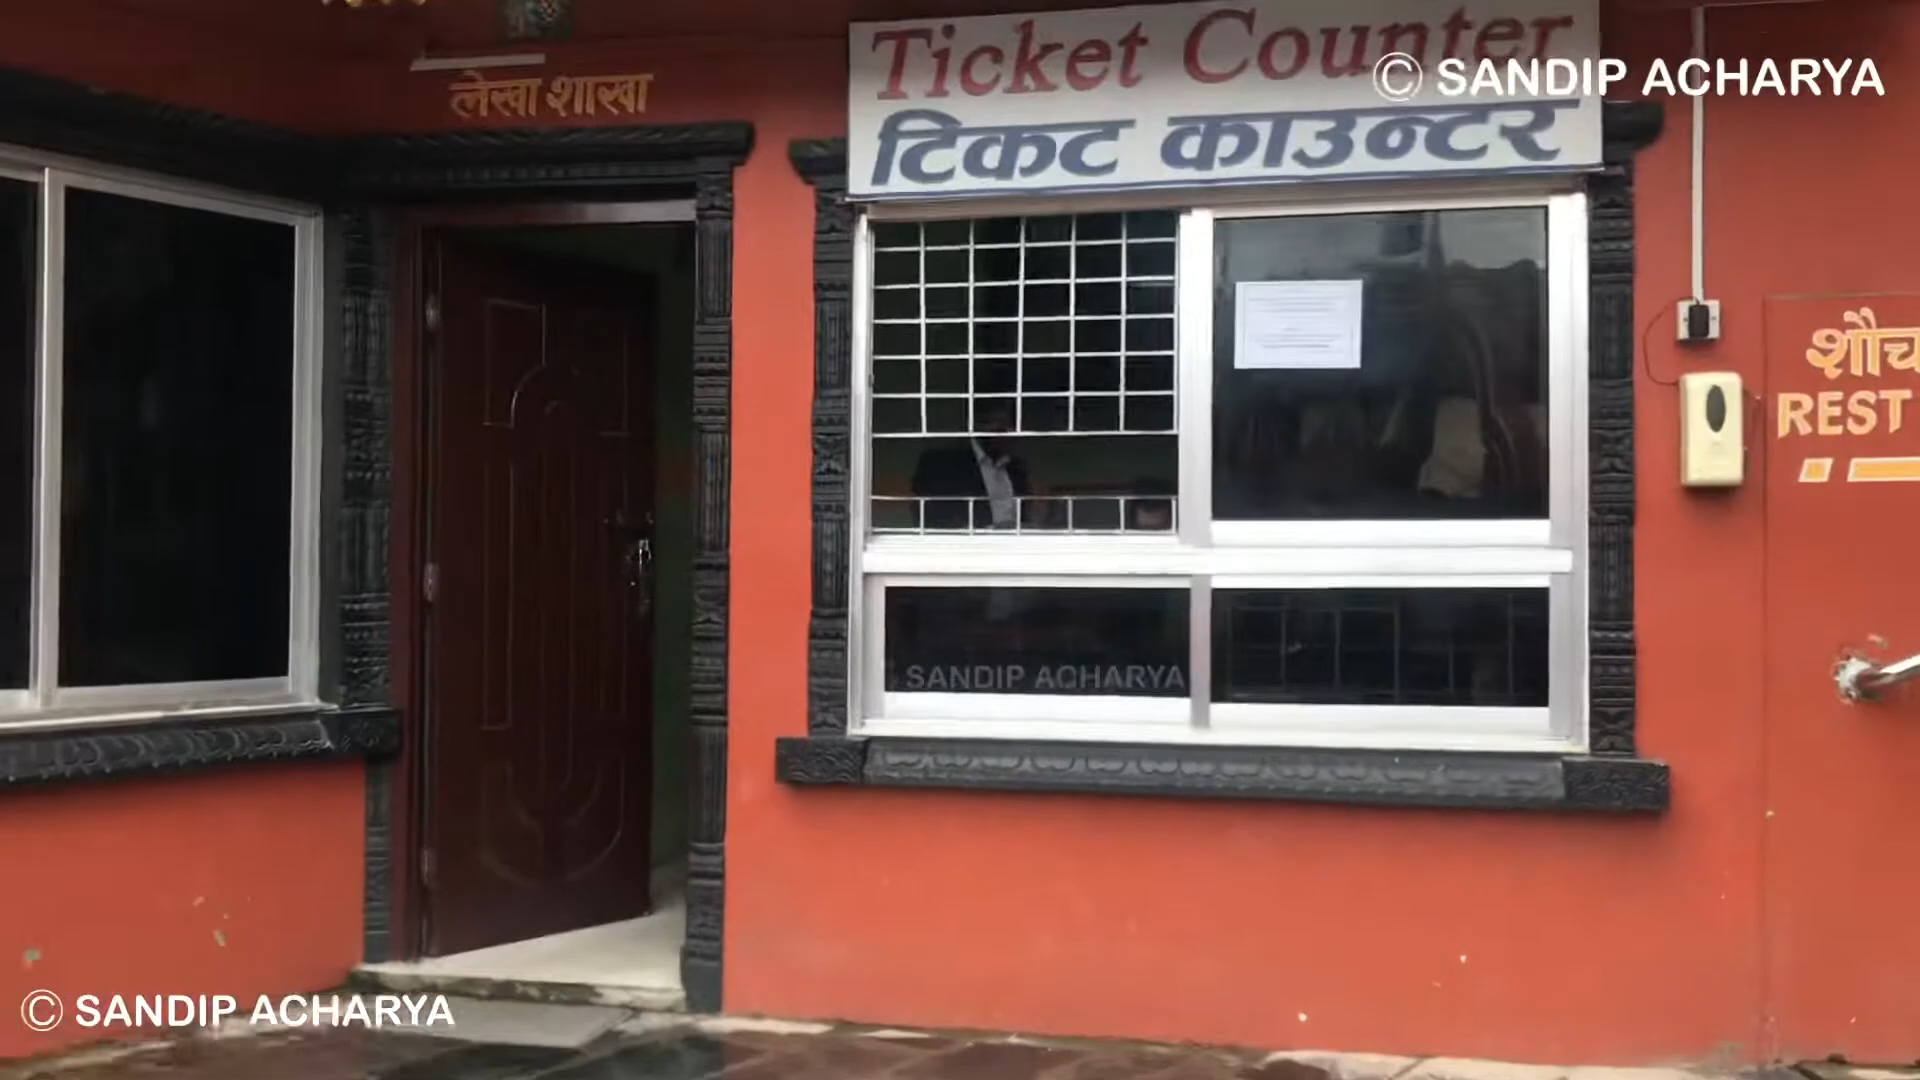 लेखा शाखा
Ticket Counter
टिकट काउन्टर
© SANDIP ACHARYA
शौच
REST
SANDIP ACHARYA
© SANDIP ACHARYA